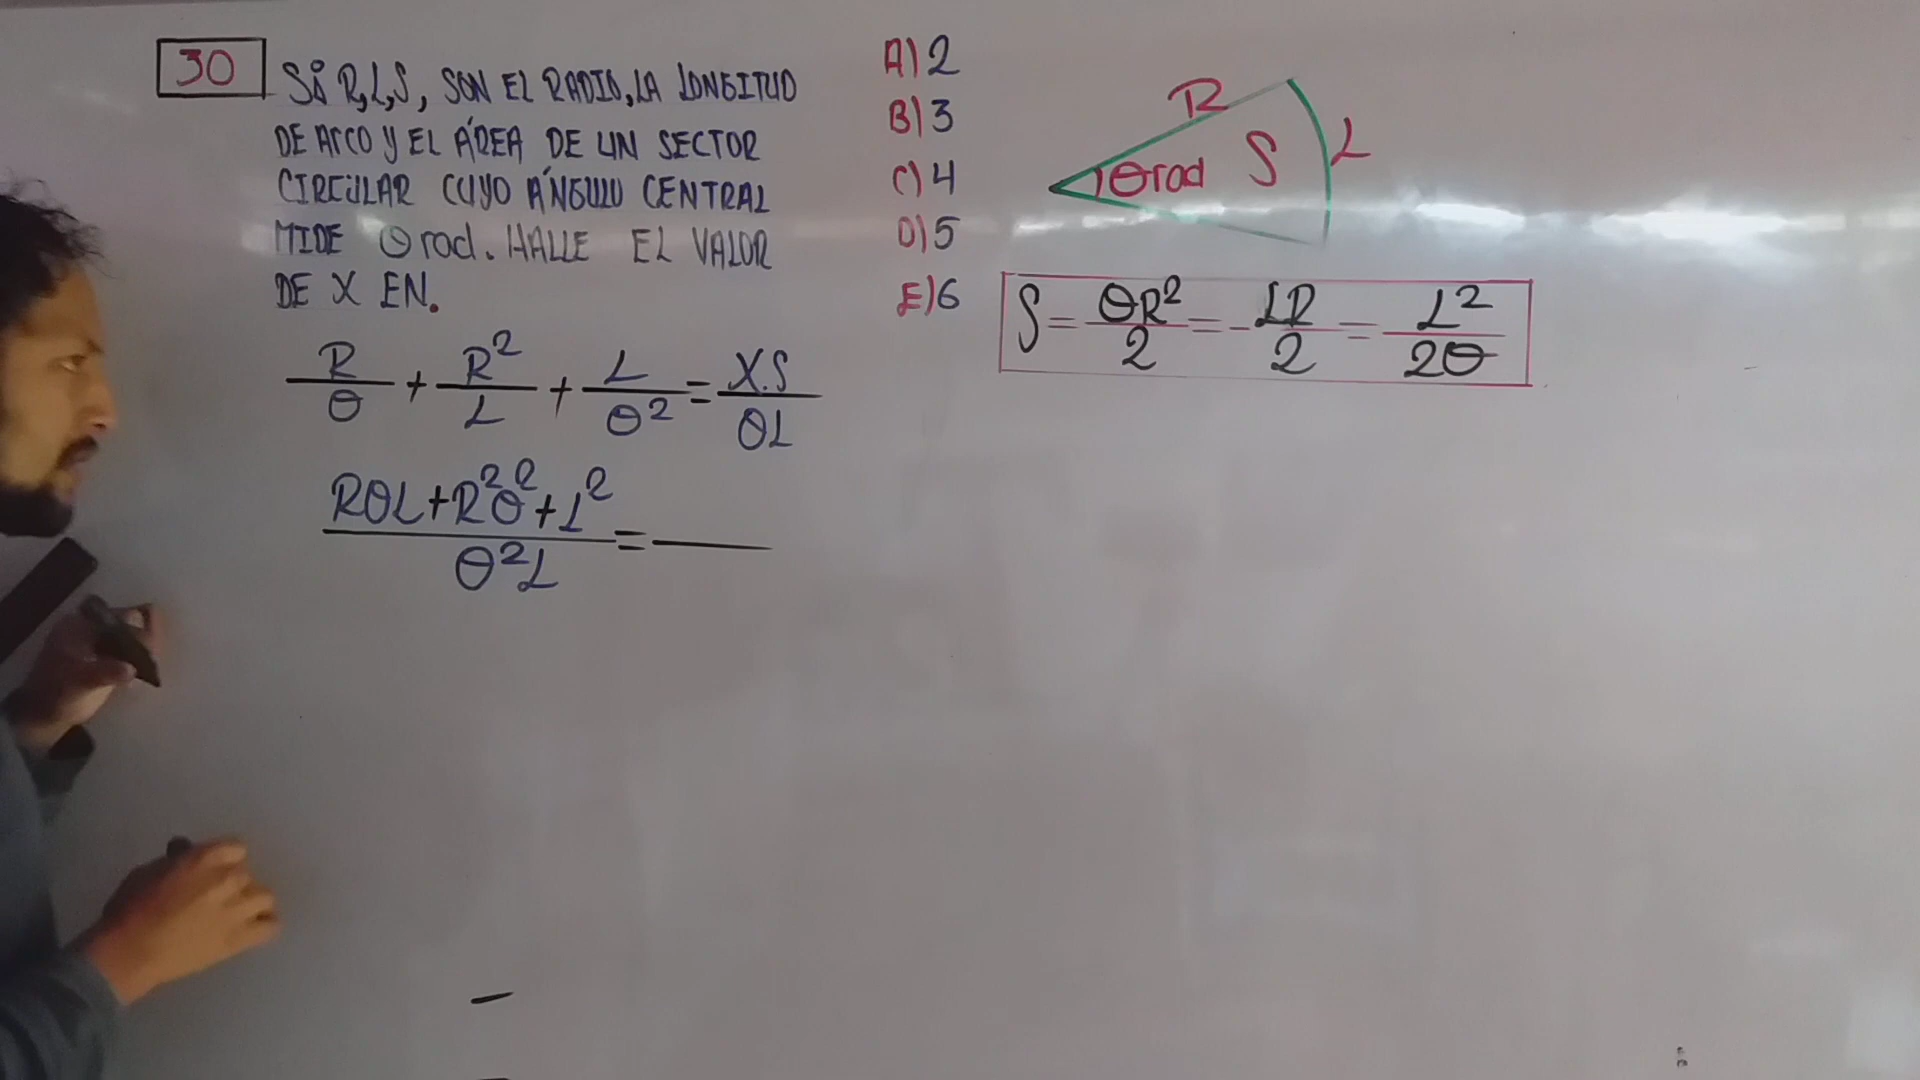 30
Si R,L,S, SON EL RADIO, LA LONGITUD
DE ARCO Y EL ÁREA DE UN SECTOR
CIRCULAR CUYO ÁNGULO CENTRAL
MIDE θ rad. HALLE EL VALOR
DE X EN.
R/θ + R²/L + L/θ² = X.S/θL
RθL+R²θ²+L²/θ²L =
A) 2
B) 3
C) 4
D) 5
E) 6
R
θ rad S L
S = θR²/2 = LR/2 = L²/2θ